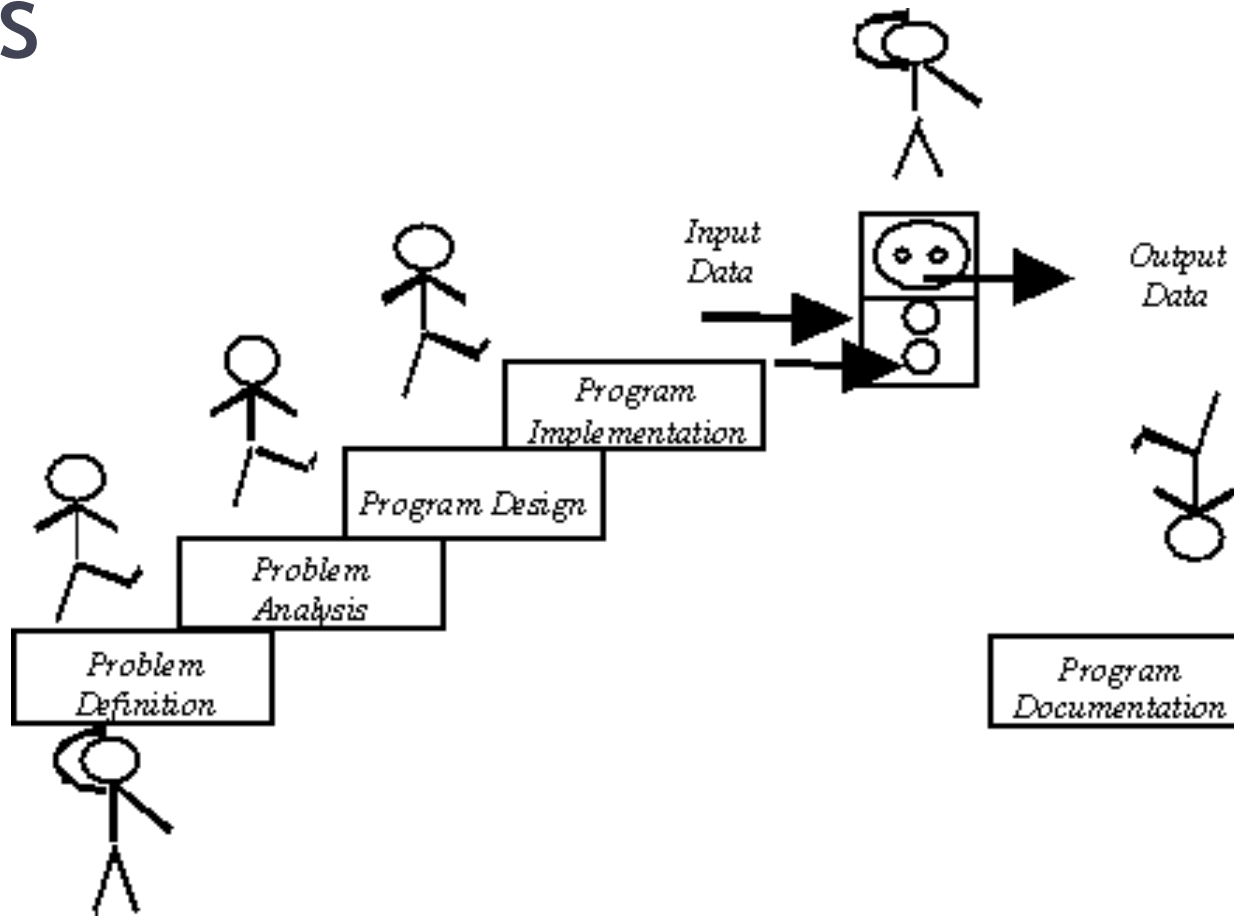 S
Input
Data
Output
Data
Program
Implementation
Program Design
Problem
Analysis
Problem
Definition
Program
Documentation